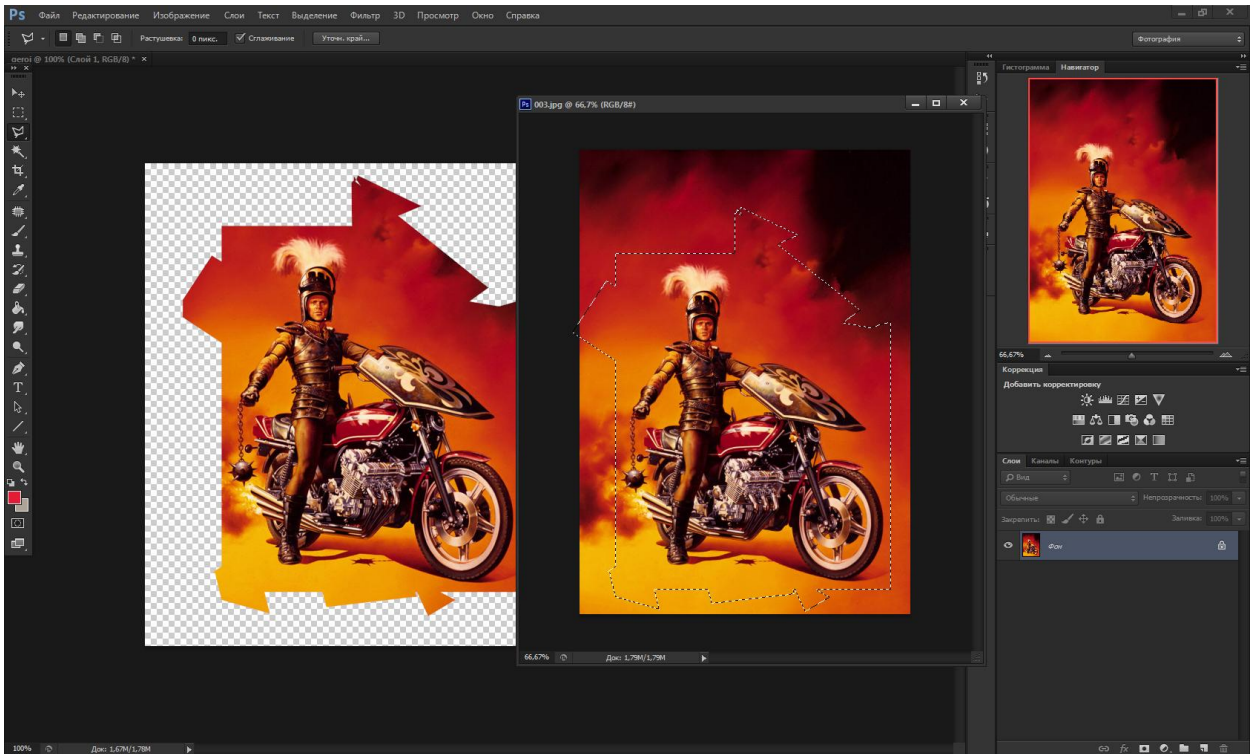 Ps Файл Редактирование Изображение Слои Текст Выделение Фильтр 3D Просмотр Окно Справка
Растушевка: 0 пикс. Сглаживание Уточн. край... Фотография
geroi @ 100% (Слой 1, RGB/8) * ×
Гистограмма Навигатор
Ps 003.jpg @ 66,7% (RGB/8#)
66,67%
Коррекция
Добавить корректировку
Слои Каналы Контуры
Вид
Обычные Непрозрачность: 100%
Закрепить: Заливка: 100%
Фон
66,67% Док: 1,79M/1,79M
100% Док: 1,67M/1,78M